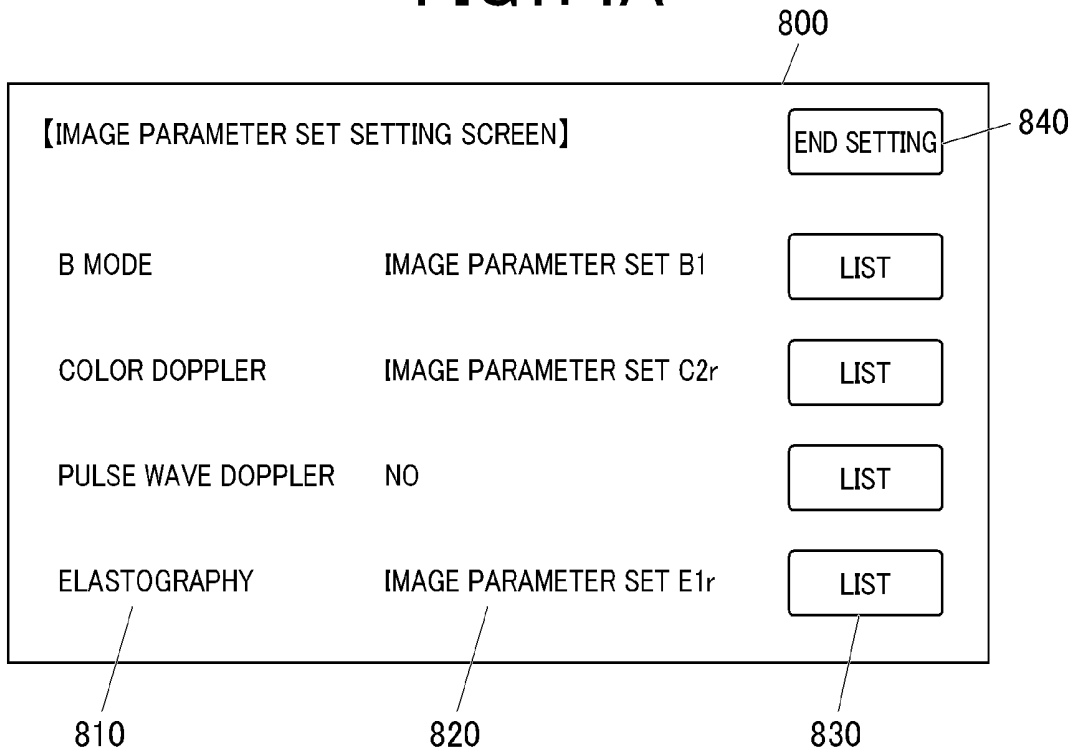 800
【IMAGE PARAMETER SET SETTING SCREEN】
END SETTING
840
B MODE IMAGE PARAMETER SET B1 LIST
COLOR DOPPLER IMAGE PARAMETER SET C2r LIST
PULSE WAVE DOPPLER NO LIST
ELASTOGRAPHY IMAGE PARAMETER SET E1r LIST
810 820 830